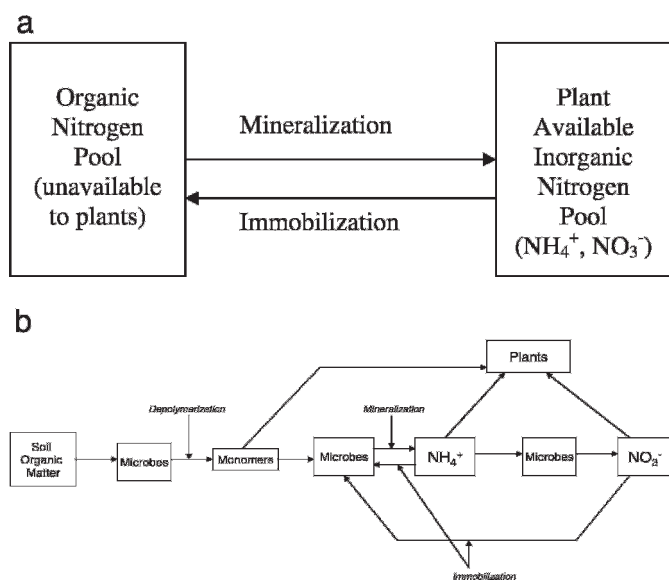 a
Organic
Nitrogen
Pool
(unavailable
to plants)
Mineralization
Immobilization
Plant
Available
Inorganic
Nitrogen
Pool
(NH₄⁺, NO₃⁻)
b
Plants
Depolymerization
Mineralization
Soil
Organic
Matter
Microbes
Monomers
Microbes
NH₄⁺
Microbes
NO₃⁻
Immobilization